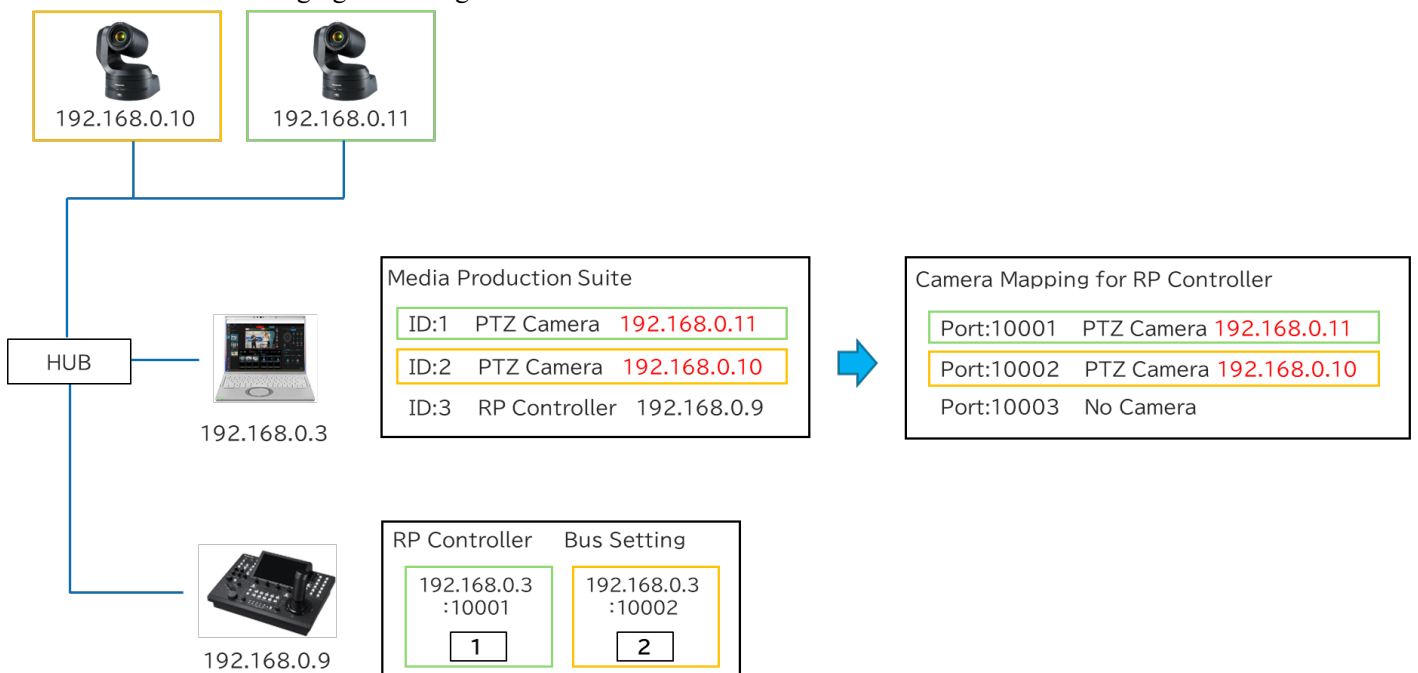 192.168.0.10
192.168.0.11
HUB
192.168.0.3
Media Production Suite
ID:1 PTZ Camera 192.168.0.11
ID:2 PTZ Camera 192.168.0.10
ID:3 RP Controller 192.168.0.9
Camera Mapping for RP Controller
Port:10001 PTZ Camera 192.168.0.11
Port:10002 PTZ Camera 192.168.0.10
Port:10003 No Camera
192.168.0.9
RP Controller Bus Setting
192.168.0.3
:10001
1
192.168.0.3
:10002
2